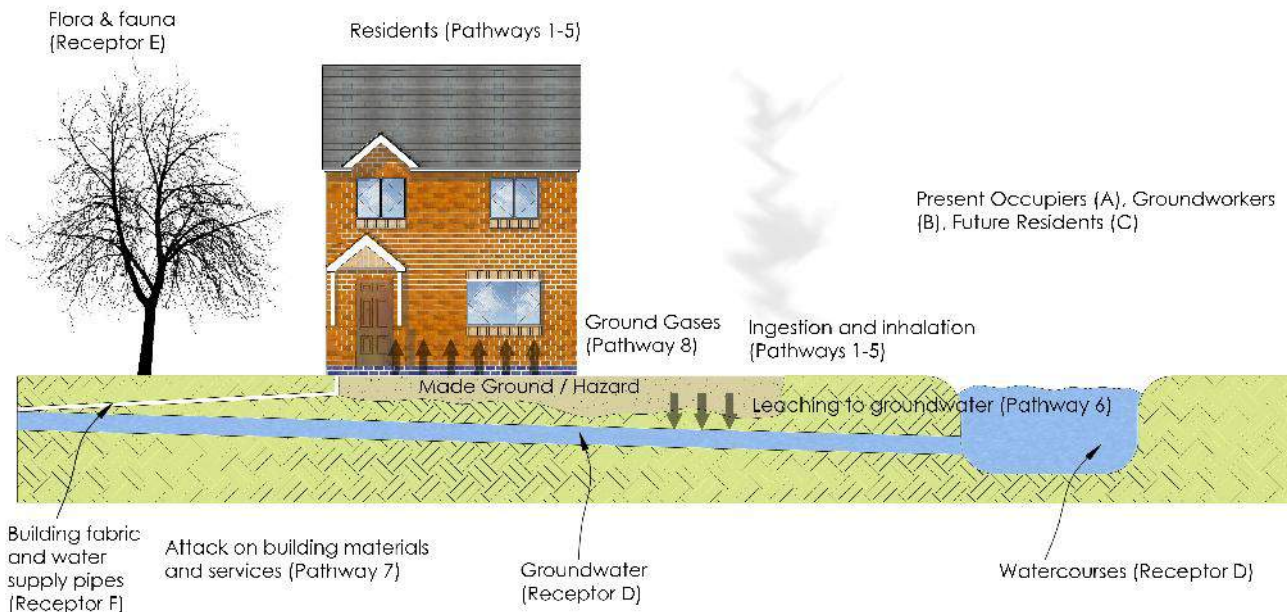 Flora & fauna
(Receptor E)
Residents (Pathways 1-5)
Present Occupiers (A), Groundworkers
(B), Future Residents (C)
Ground Gases
(Pathway 8)
Ingestion and inhalation
(Pathways 1-5)
Made Ground / Hazard
Leaching to groundwater (Pathway 6)
Building fabric
and water
supply pipes
(Receptor F)
Attack on building materials
and services (Pathway 7)
Groundwater
(Receptor D)
Watercourses (Receptor D)